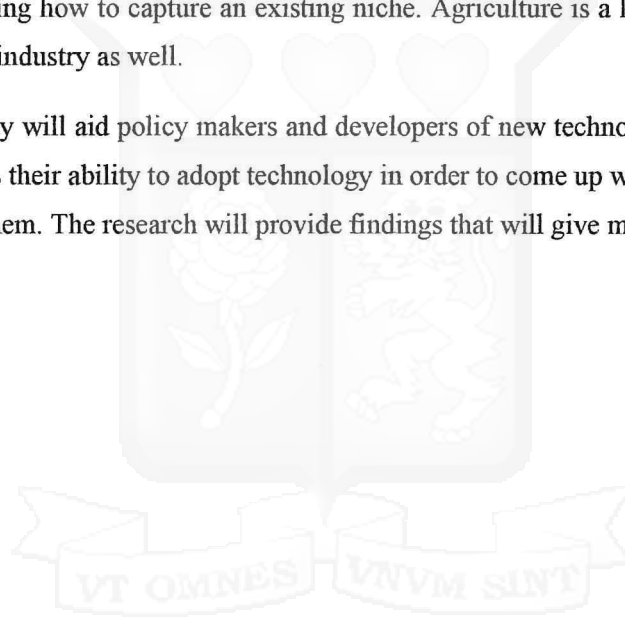 ing how to capture an existing niche. Agriculture is a
industry as well.
y will aid policy makers and developers of new techno
their ability to adopt technology in order to come up w
em. The research will provide findings that will give m
VT OMNES VNVM SINT